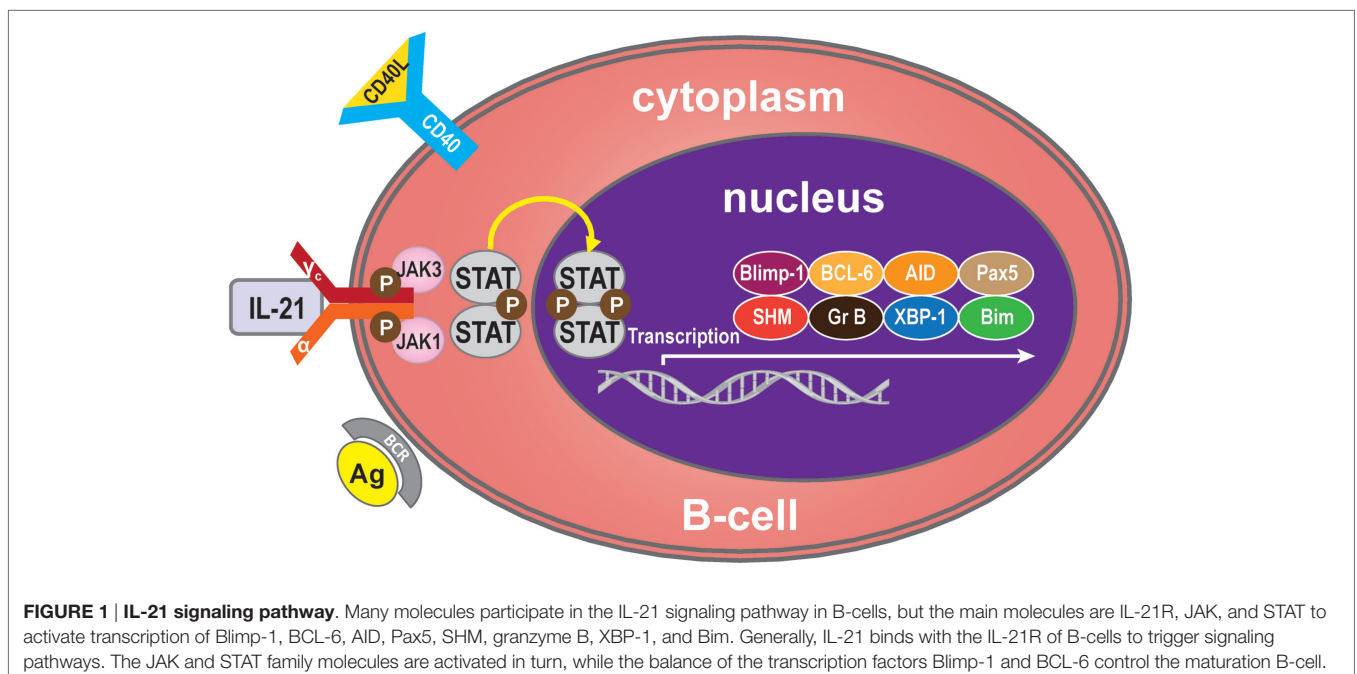 CD40L
CD40
cytoplasm
nucleus
γc
IL-21
α
P
JAK3
P
JAK1
STAT
P
STAT
STAT
P P
STAT
Transcription
Blimp-1 BCL-6 AID Pax5
SHM Gr B XBP-1 Bim
BCR
Ag
B-cell
FIGURE 1 | IL-21 signaling pathway. Many molecules participate in the IL-21 signaling pathway in B-cells, but the main molecules are IL-21R, JAK, and STAT to
activate transcription of Blimp-1, BCL-6, AID, Pax5, SHM, granzyme B, XBP-1, and Bim. Generally, IL-21 binds with the IL-21R of B-cells to trigger signaling
pathways. The JAK and STAT family molecules are activated in turn, while the balance of the transcription factors Blimp-1 and BCL-6 control the maturation B-cell.